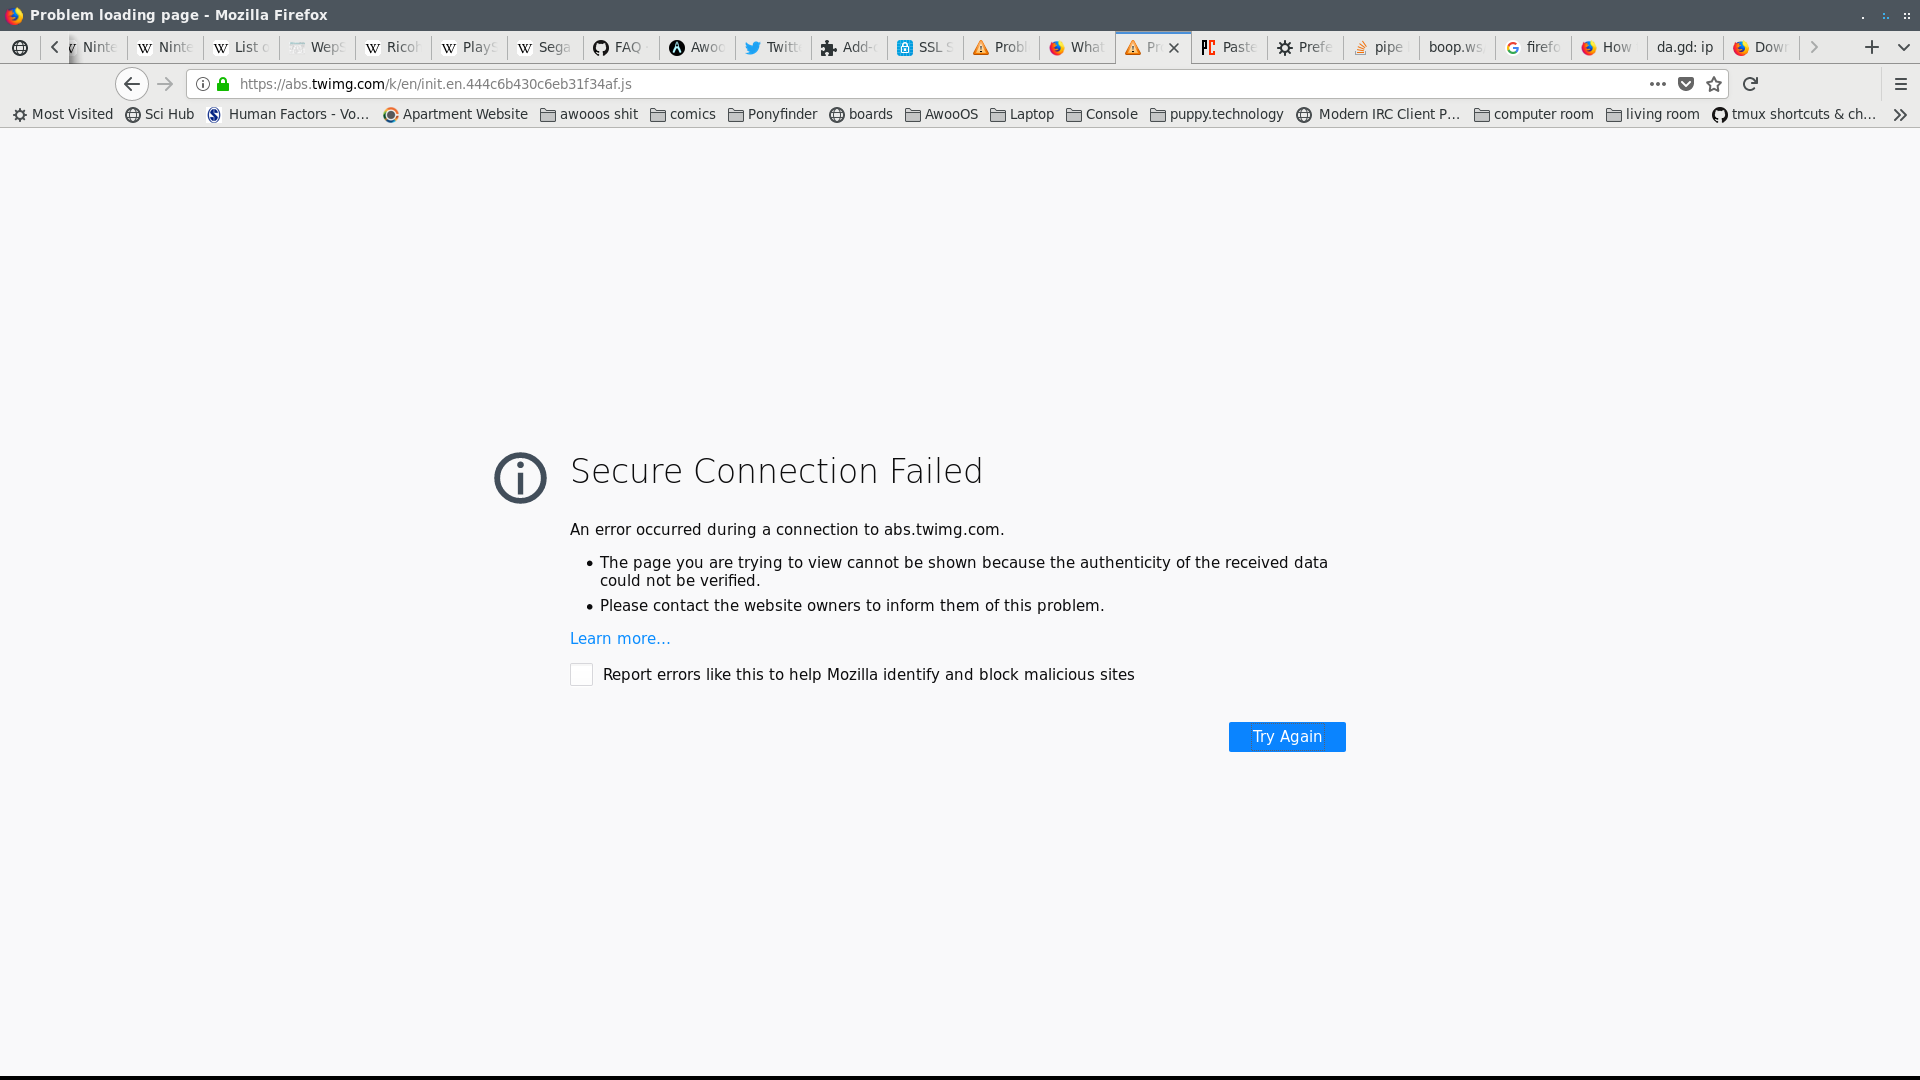 Problem loading page - Mozilla Firefox
Ninte Ninte List o WepS Ricoh PlayS Sega FAQ Awoo Twitt Add-o SSL S Probl What Pr Paste Prefe pipe boop.ws firefo How da.gd: ip Down
https://abs.twimg.com/k/en/init.en.444c6b430c6eb31f34af.js
Most Visited Sci Hub Human Factors - Vo... Apartment Website awooos shit comics Ponyfinder boards AwooOS Laptop Console puppy.technology Modern IRC Client P... computer room living room tmux shortcuts & ch...
Secure Connection Failed
An error occurred during a connection to abs.twimg.com.
• The page you are trying to view cannot be shown because the authenticity of the received data
could not be verified.
• Please contact the website owners to inform them of this problem.
Learn more...
Report errors like this to help Mozilla identify and block malicious sites
Try Again